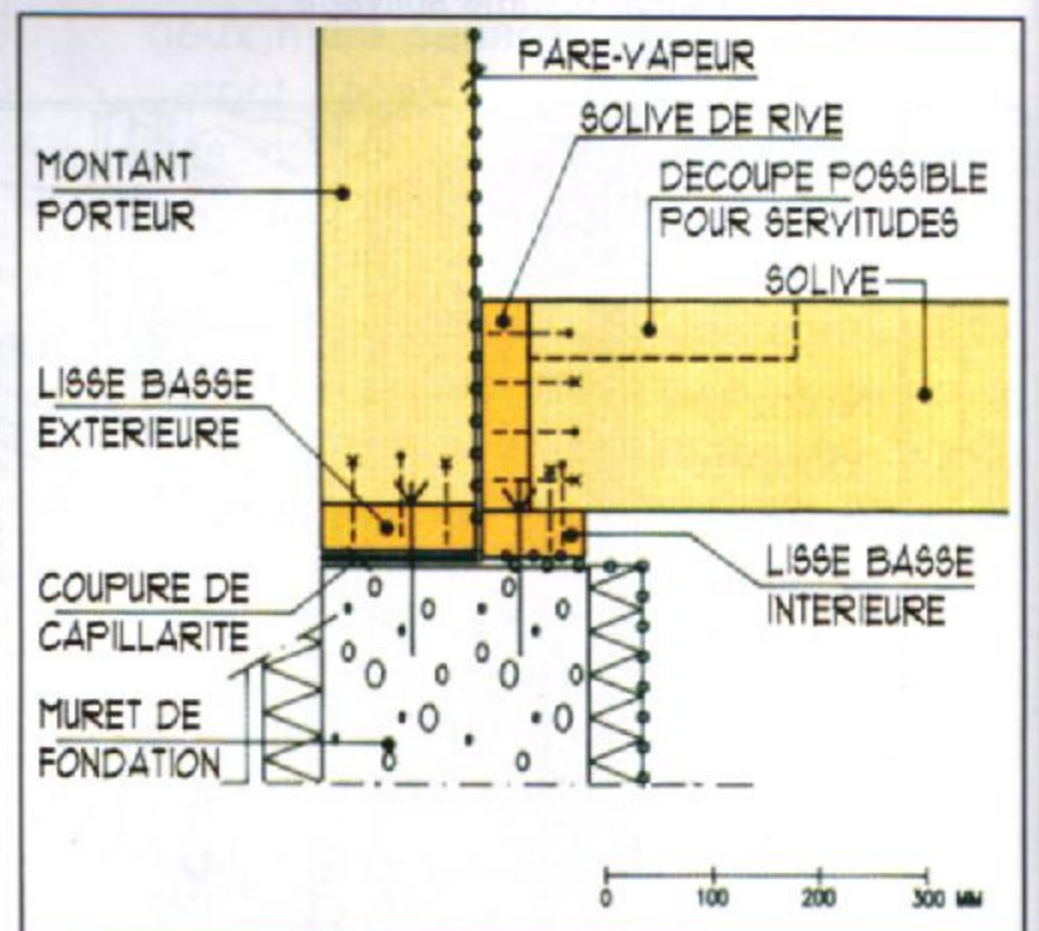 PARE-VAPEUR
SOLIVE DE RIVE
MONTANT
PORTEUR
DECOUPE POSSIBLE
POUR SERVITUDES
SOLIVE
LISSE BASSE
EXTERIEURE
LISSE BASSE
INTERIEURE
COUPURE DE
CAPILLARITE
MURET DE
FONDATION
0 100 200 300 MM